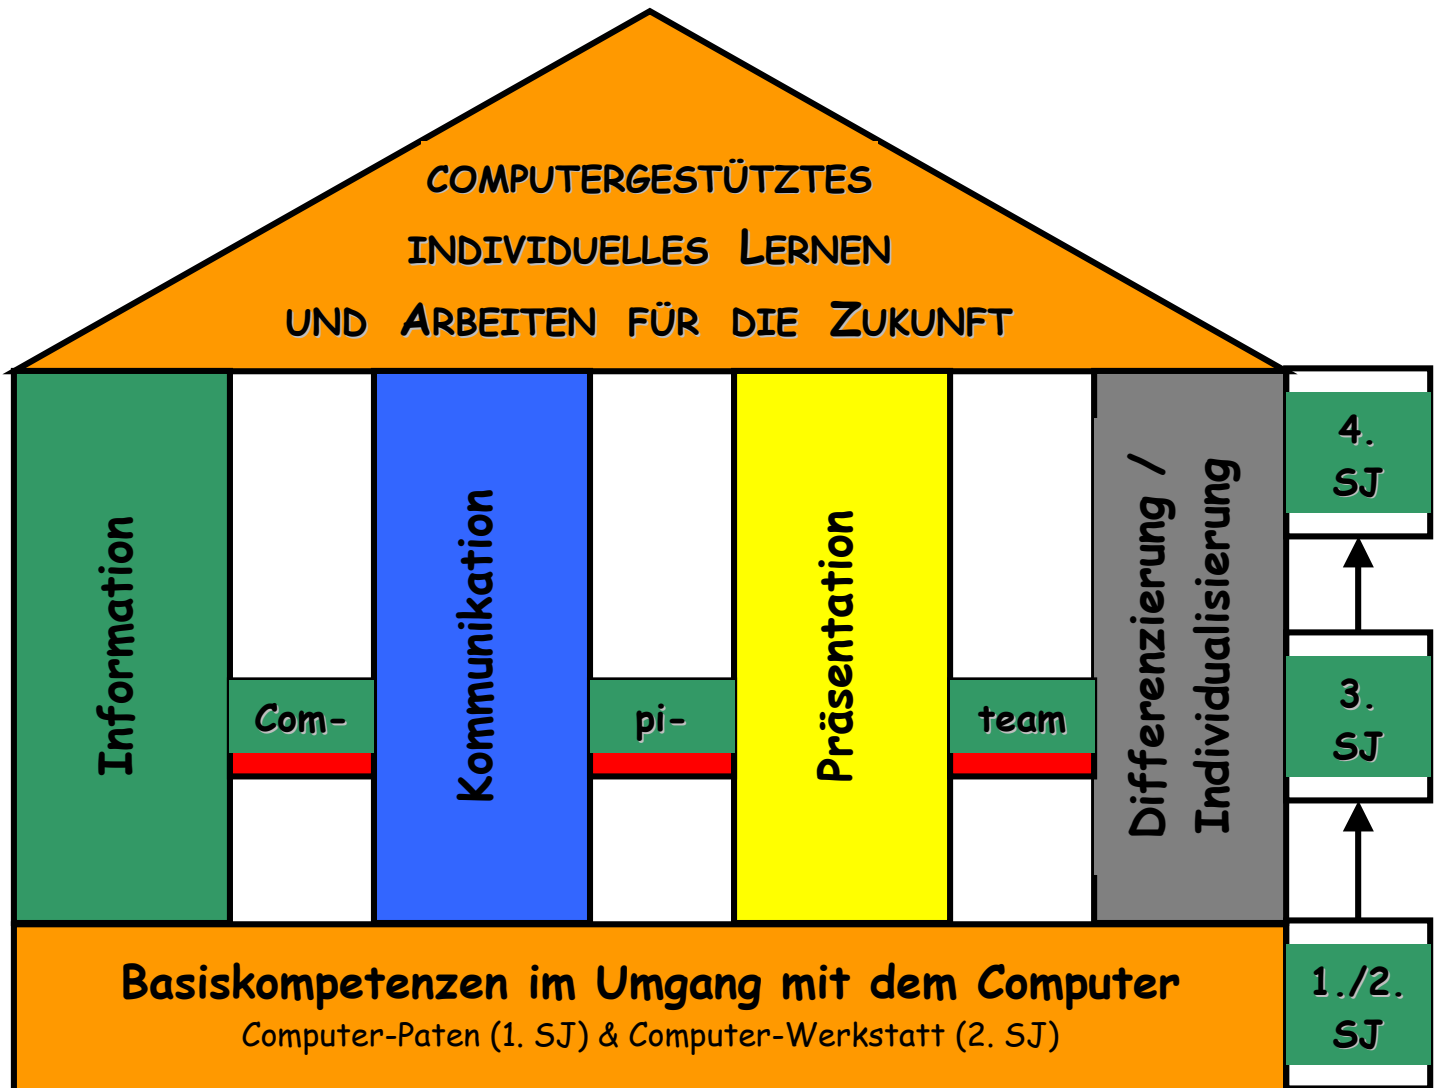 COMPUTERGESTÜTZTES
INDIVIDUELLES LERNEN
UND ARBEITEN FÜR DIE ZUKUNFT
Information
Com-
Kommunikation
pi-
Präsentation
team
Differenzierung /
Individualisierung
4.
SJ
3.
SJ
Basiskompetenzen im Umgang mit dem Computer
Computer-Paten (1. SJ) & Computer-Werkstatt (2. SJ)
1./2.
SJ